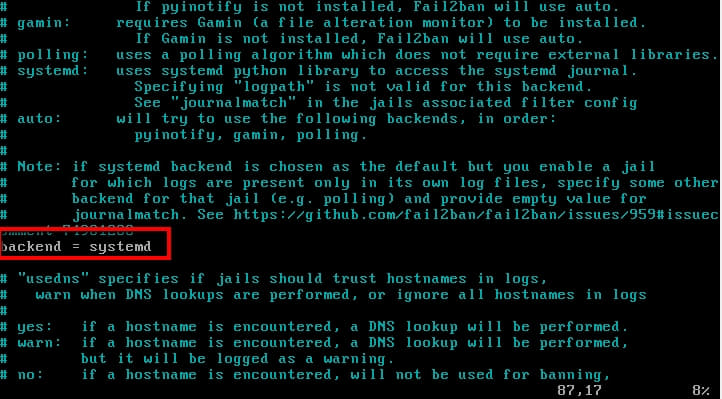 #                If pyinotify is not installed, Fail2ban will use auto.
# gamin:     requires Gamin (a file alteration monitor) to be installed.
#                If Gamin is not installed, Fail2ban will use auto.
# polling:   uses a polling algorithm which does not require external libraries.
# systemd:   uses systemd python library to access the systemd journal.
#                Specifying "logpath" is not valid for this backend.
#                See "journalmatch" in the jails associated filter config
# auto:      will try to use the following backends, in order:
#                pyinotify, gamin, polling.
#
# Note: if systemd backend is chosen as the default but you enable a jail
#       for which logs are present only in its own log files, specify some other
#       backend for that jail (e.g. polling) and provide empty value for
#       journalmatch. See https://github.com/fail2ban/fail2ban/issues/959#issuec
omment-74901200
backend = systemd
# "usedns" specifies if jails should trust hostnames in logs,
#   warn when DNS lookups are performed, or ignore all hostnames in logs
#
# yes:   if a hostname is encountered, a DNS lookup will be performed.
# warn:  if a hostname is encountered, a DNS lookup will be performed,
#        but it will be logged as a warning.
# no:    if a hostname is encountered, will not be used for banning,
87,17 8%